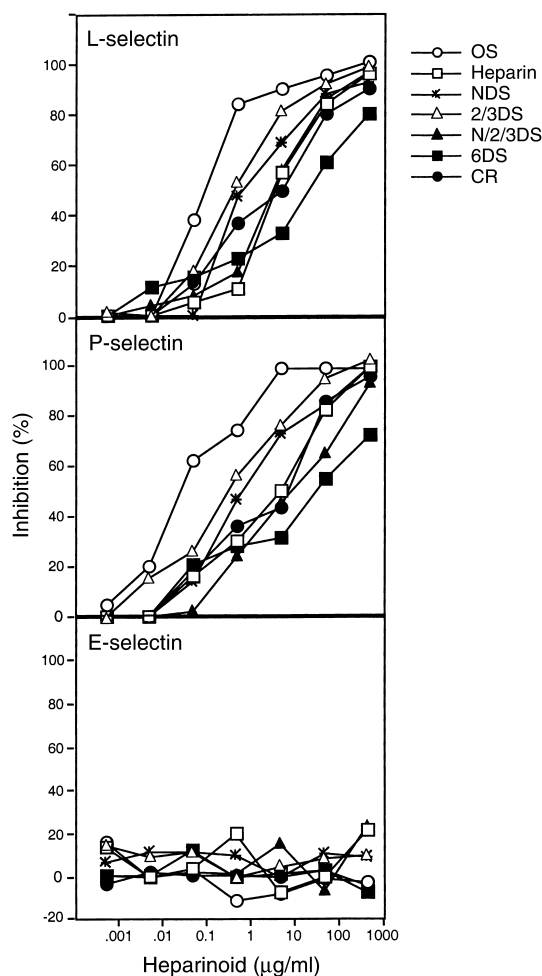 L-selectin
100
80
60
40
20
0
OS
Heparin
NDS
2/3DS
N/2/3DS
6DS
CR
P-selectin
100
80
60
40
20
0
Inhibition (%)
E-selectin
100
80
60
40
20
0
-20
.001 .01 0.1 1 10 100 1000
Heparinoid (μg/ml)